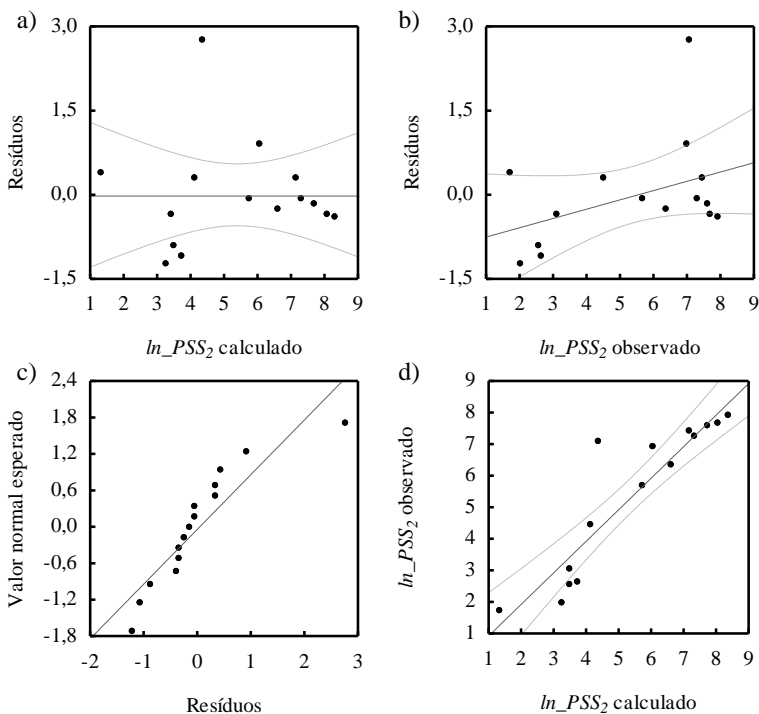 a)
3,0
1,5
0,0
-1,5
Resíduos
1 2 3 4 5 6 7 8 9
ln_PSS2 calculado
b)
3,0
1,5
0,0
-1,5
Resíduos
1 2 3 4 5 6 7 8 9
ln_PSS2 observado
c)
2,4
1,8
1,2
0,6
0,0
-0,6
-1,2
-1,8
Valor normal esperado
-2 -1 0 1 2 3
Resíduos
d)
9
8
7
6
5
4
3
2
1
ln_PSS2 observado
1 2 3 4 5 6 7 8 9
ln_PSS2 calculado